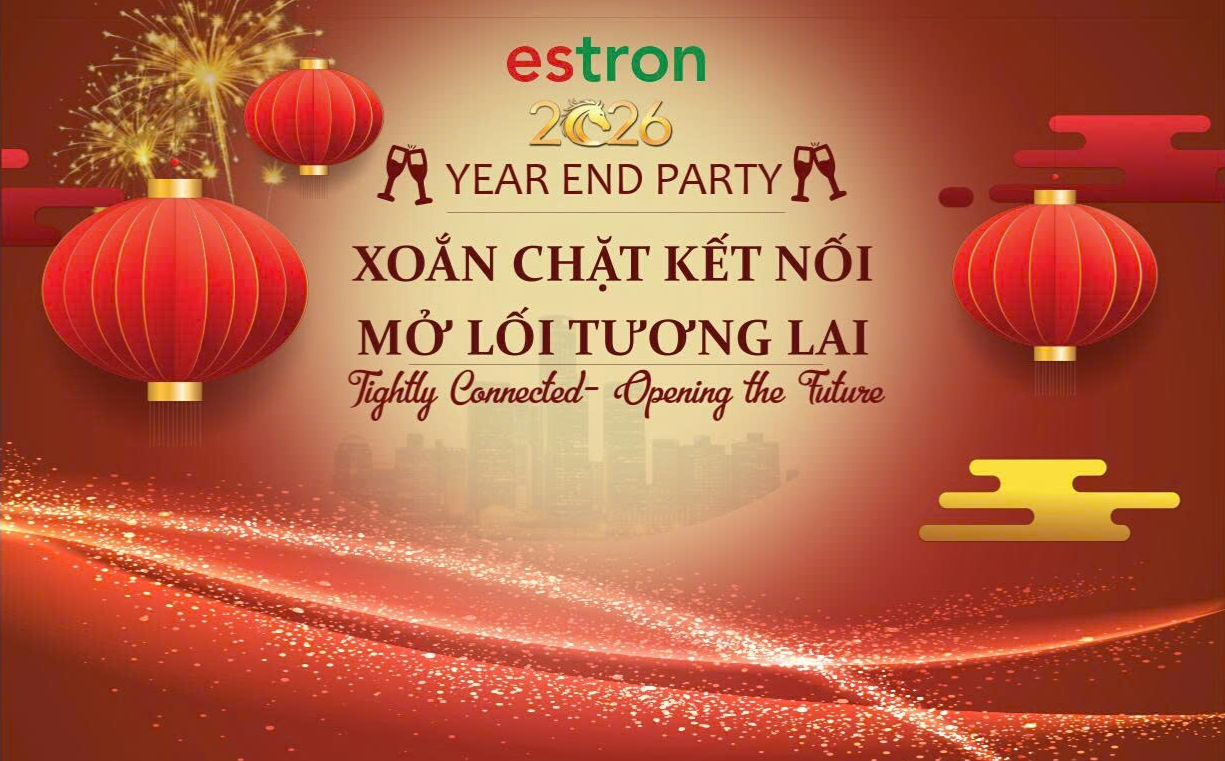 estron
2026
YEAR END PARTY
XOẮN CHẶT KẾT NỐI
MỞ LỐI TƯƠNG LAI
Tightly Connected- Opening the Future